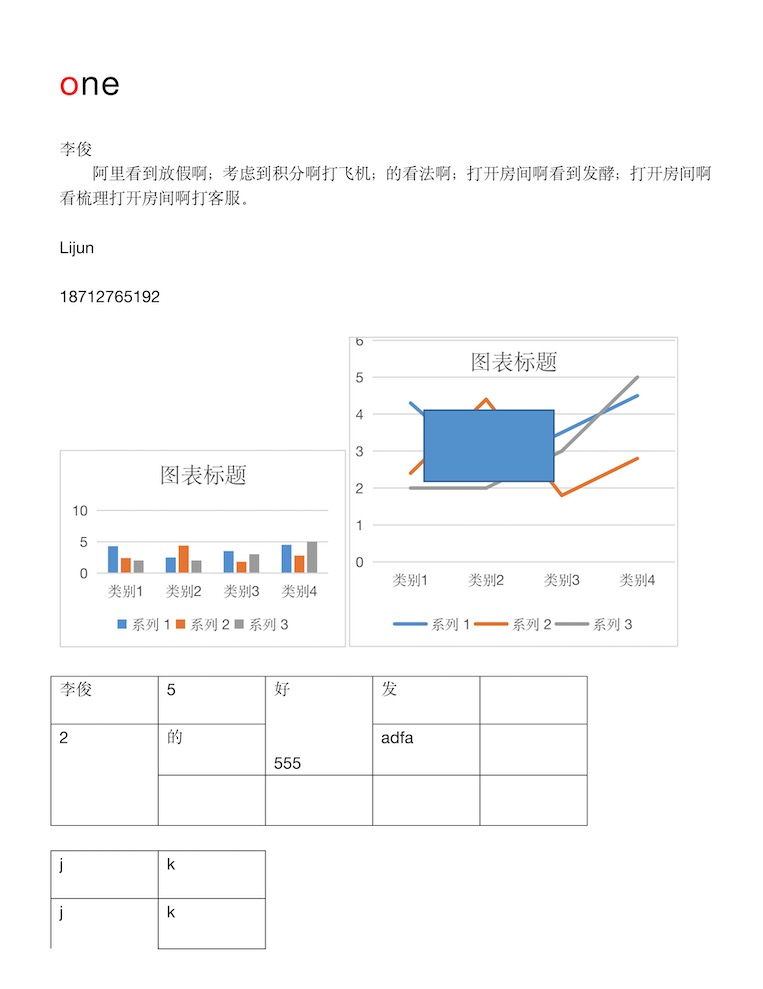 one
李俊
阿里看到放假啊；考虑到积分啊打飞机；的看法啊；打开房间啊看到发酵；打开房间啊
看梳理打开房间啊打客服。
Lijun
18712765192
图表标题
10
5
0
类别1 类别2 类别3 类别4
系列 1 系列 2 系列 3
6
图表标题
5
4
3
2
1
0
类别1 类别2 类别3 类别4
系列 1 系列 2 系列 3
李俊 5 好 发
2 的 adfa
555
j k
j k